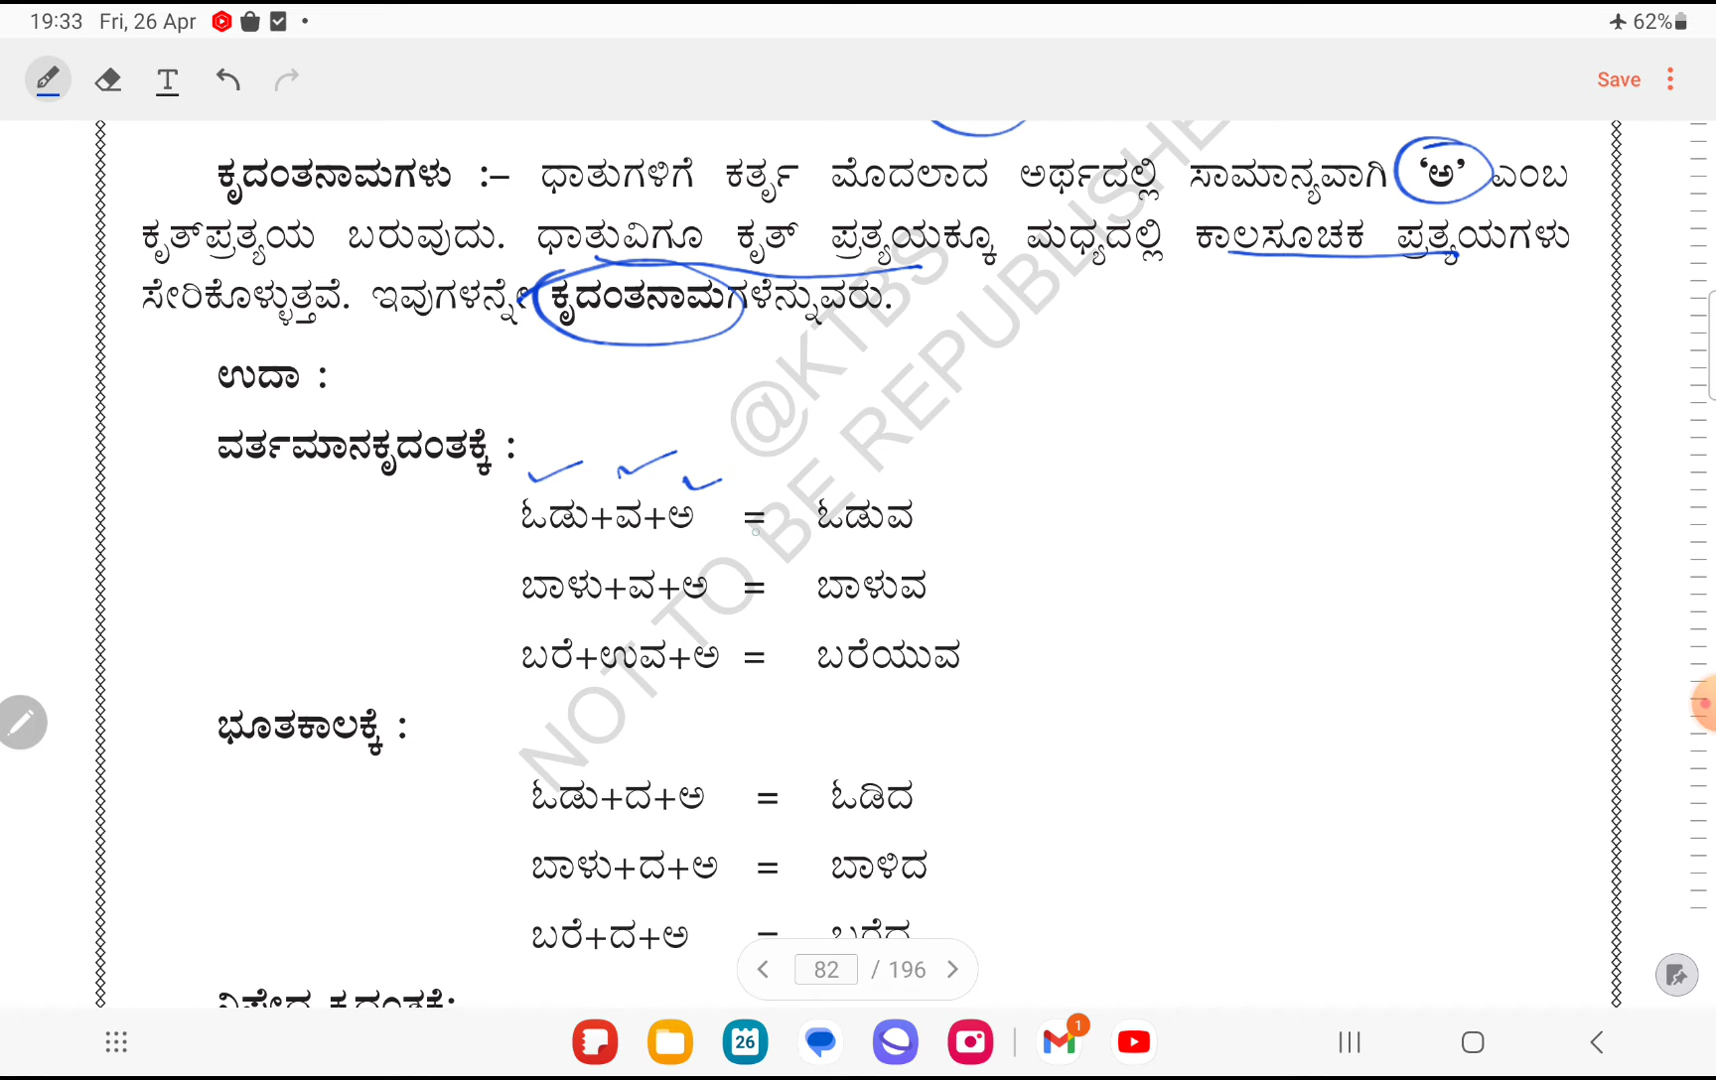 19:33 Fri, 26 Apr
62%
T
Save
ಕೃದಂತನಾಮಗಳು :– ಧಾತುಗಳಿಗೆ ಕರ್ತೃ ಮೊದಲಾದ ಅರ್ಥದಲ್ಲಿ ಸಾಮಾನ್ಯವಾಗಿ ‘ಅ’ ಎಂಬ
ಕೃತ್‌ಪ್ರತ್ಯಯ ಬರುವುದು. ಧಾತುವಿಗೂ ಕೃತ್ ಪ್ರತ್ಯಯಕ್ಕೂ ಮಧ್ಯದಲ್ಲಿ ಕಾಲಸೂಚಕ ಪ್ರತ್ಯಯಗಳು
ಸೇರಿಕೊಳ್ಳುತ್ತವೆ. ಇವುಗಳನ್ನೇ ಕೃದಂತನಾಮಗಳೆನ್ನುವರು.
ಉದಾ :
ವರ್ತಮಾನಕೃದಂತಕ್ಕೆ :
ಓಡು+ವ+ಅ = ಓಡುವ
ಬಾಳು+ವ+ಅ = ಬಾಳುವ
ಬರೆ+ಉವ+ಅ = ಬರೆಯುವ
ಭೂತಕಾಲಕ್ಕೆ :
ಓಡು+ದ+ಅ = ಓಡಿದ
ಬಾಳು+ದ+ಅ = ಬಾಳಿದ
ಬರೆ+ದ+ಅ = ಬರೆದ
@KTBS
NOT TO BE REPUBLISHE
82 / 196
26
1